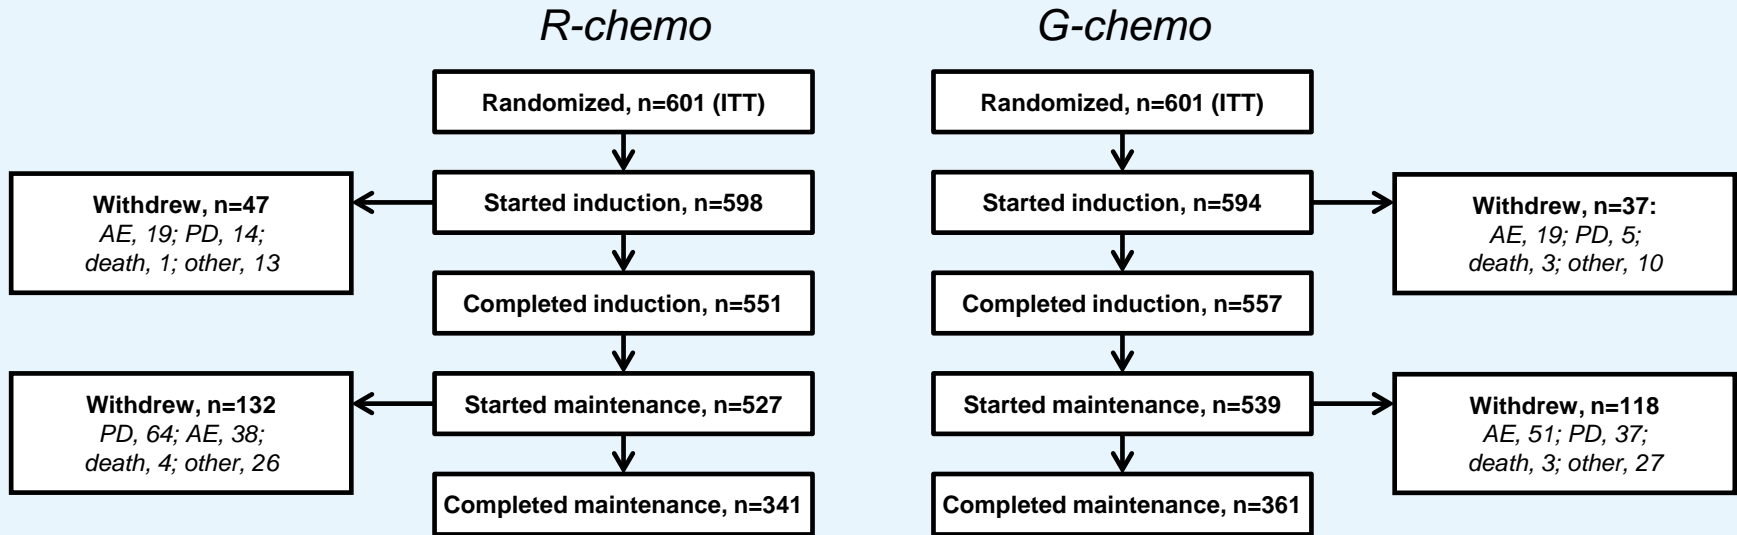 R-chemo
G-chemo
Randomized, n=601 (ITT)
Randomized, n=601 (ITT)
Withdrew, n=47
AE, 19; PD, 14;
death, 1; other, 13
Started induction, n=598
Started induction, n=594
Withdrew, n=37:
AE, 19; PD, 5;
death, 3; other, 10
Completed induction, n=551
Completed induction, n=557
Withdrew, n=132
PD, 64; AE, 38;
death, 4; other, 26
Started maintenance, n=527
Started maintenance, n=539
Withdrew, n=118
AE, 51; PD, 37;
death, 3; other, 27
Completed maintenance, n=341
Completed maintenance, n=361